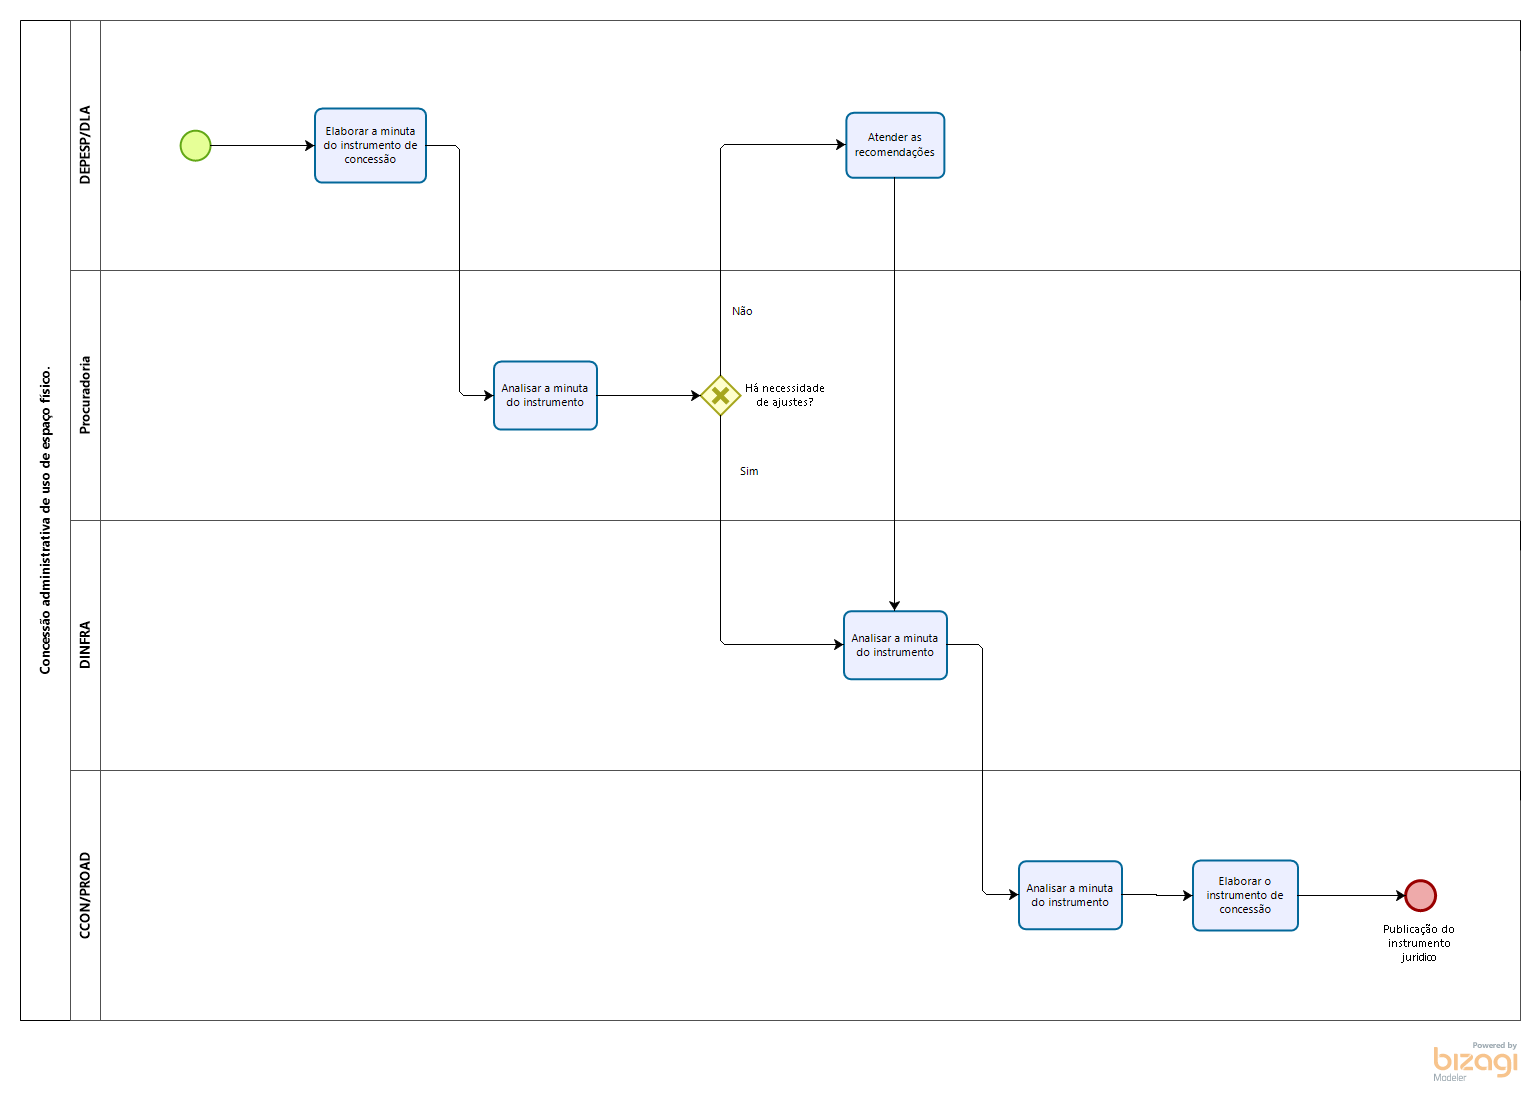 Concessão administrativa de uso de espaço físico.
DEPESP/DLA
Elaborar a minuta
do instrumento de
concessão
Atender as
recomendações
Procuradoria
Não
Analisar a minuta
do instrumento
Há necessidade
de ajustes?
Sim
DINFRA
Analisar a minuta
do instrumento
CCON/PROAD
Analisar a minuta
do instrumento
Elaborar o
instrumento de
concessão
Publicação do
instrumento
juridico
Powered by
bizagi
Modeler